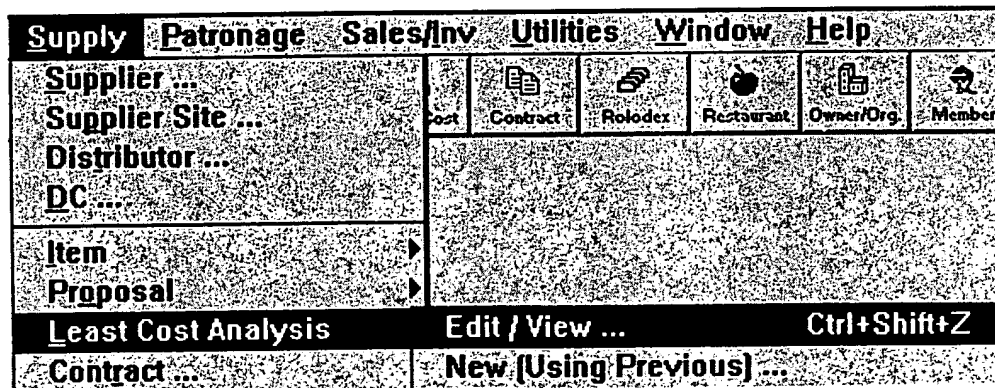 Supply Patronage Sales/Inv Utilities Window Help
Supplier ...
Supplier Site ...
Distributor ...
DC ...
Cost Contract Rolodex Restaurant Owner/Org. Member
Item
Proposal
Least Cost Analysis Edit / View ... Ctrl+Shift+Z
Contract ... New (Using Previous) ...